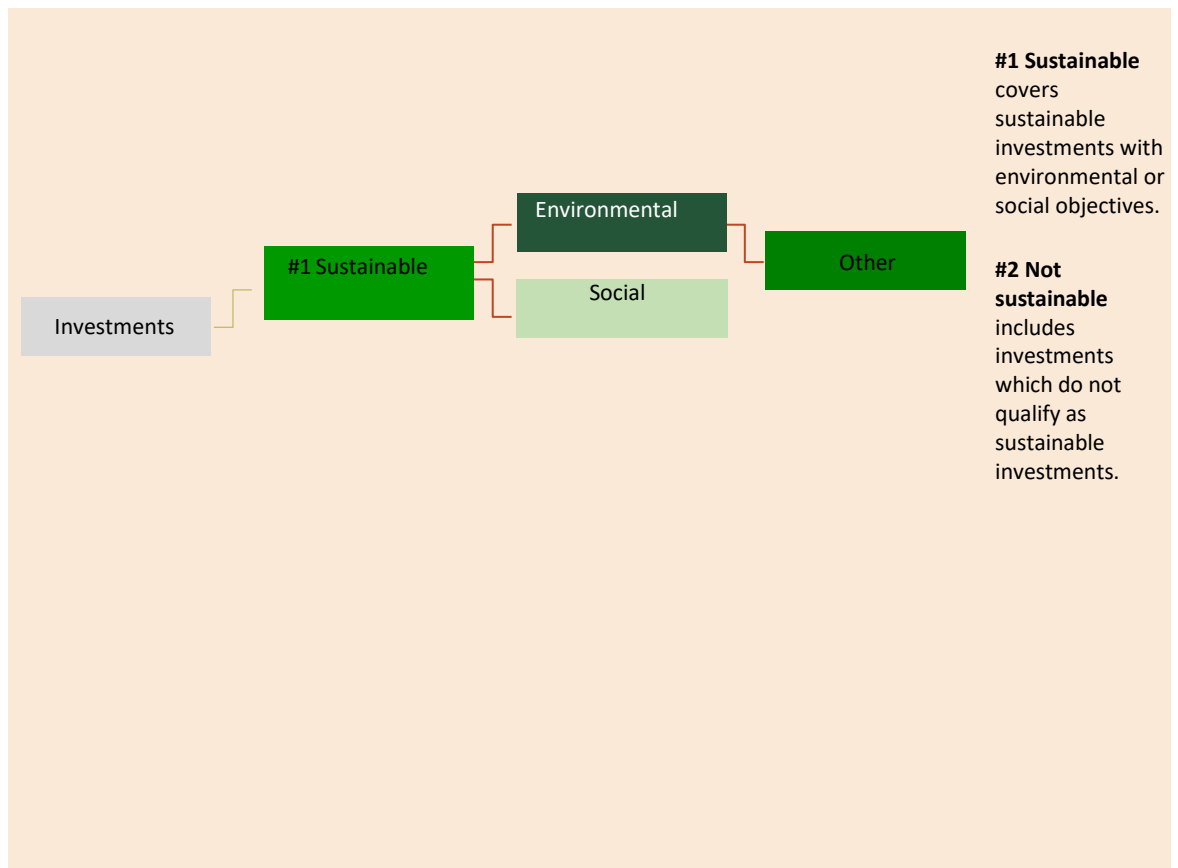 Investments
#1 Sustainable
Environmental
Social
Other
#1 Sustainable
covers
sustainable
investments with
environmental or
social objectives.
#2 Not
sustainable
includes
investments
which do not
qualify as
sustainable
investments.